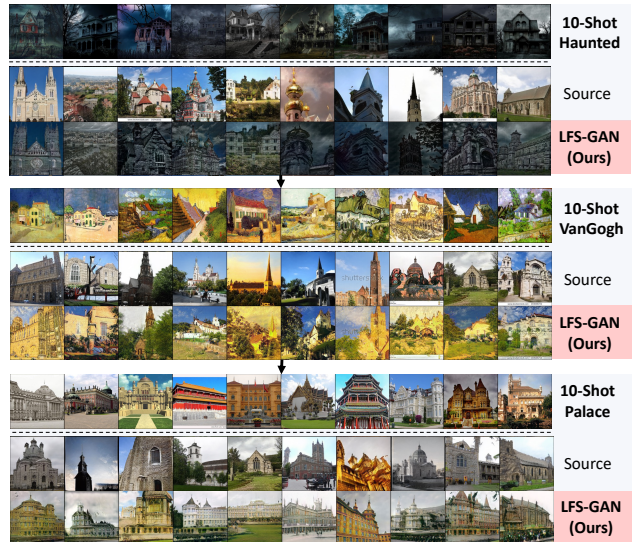 10-Shot
Haunted
Source
LFS-GAN
(Ours)
10-Shot
VanGogh
Source
LFS-GAN
(Ours)
10-Shot
Palace
Source
LFS-GAN
(Ours)